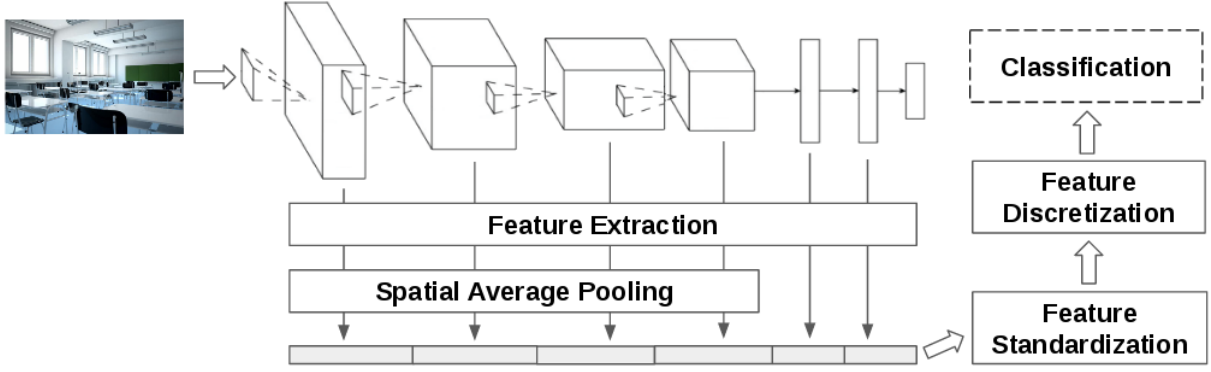 Classification
Feature
Discretization
Feature Extraction
Spatial Average Pooling
Feature
Standardization